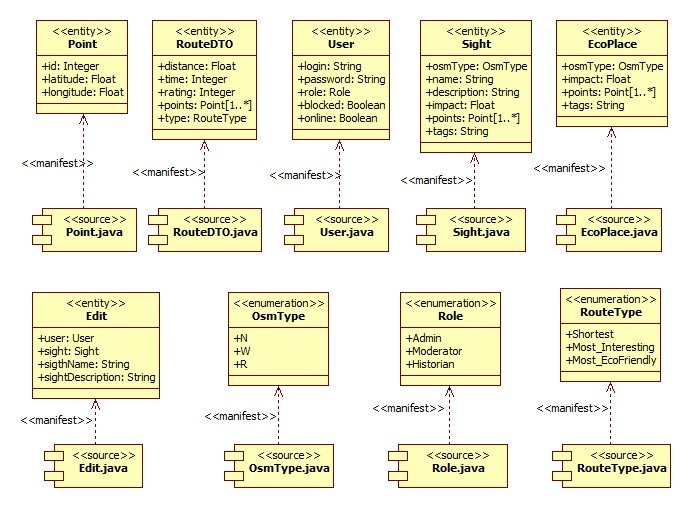 <<entity>>
Point
+id: Integer
+latitude: Float
+longitude: Float
<<entity>>
RouteDTO
+distance: Float
+time: Integer
+rating: Integer
+points: Point[1..*]
+type: RouteType
<<entity>>
User
+login: String
+password: String
+role: Role
+blocked: Boolean
+online: Boolean
<<entity>>
Sight
+osmType: OsmType
+name: String
+description: String
+impact: Float
+points: Point[1..*]
+tags: String
<<entity>>
EcoPlace
+osmType: OsmType
+impact: Float
+points: Point[1..*]
+tags: String
<<manifest>>
<<manifest>>
<<manifest>>
<<manifest>>
<<manifest>>
<<source>>
Point.java
<<source>>
RouteDTO.java
<<source>>
User.java
<<source>>
Sight.java
<<source>>
EcoPlace.java
<<entity>>
Edit
+user: User
+sight: Sight
+sigthName: String
+sightDescription: String
<<enumeration>>
OsmType
+N
+W
+R
<<enumeration>>
Role
+Admin
+Moderator
+Historian
<<enumeration>>
RouteType
+Shortest
+Most_Interesting
+Most_EcoFriendly
<<manifest>>
<<manifest>>
<<manifest>>
<<manifest>>
<<source>>
Edit.java
<<source>>
OsmType.java
<<source>>
Role.java
<<source>>
RouteType.java